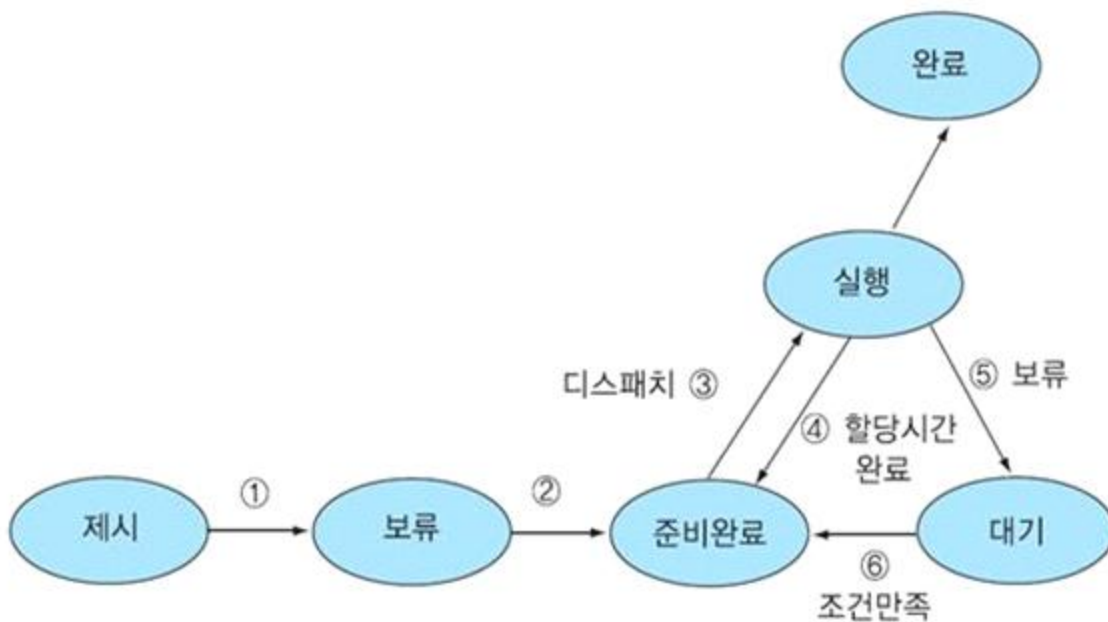 완료
실행
디스패치 ③
⑤ 보류
④ 할당시간
완료
제시
①
보류
②
준비완료
대기
⑥
조건만족